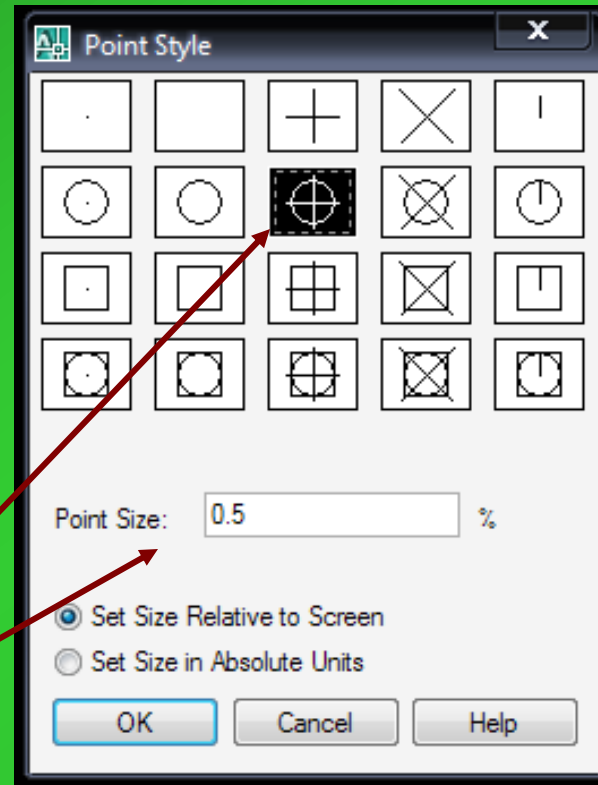 Point Style
X
Point Size: 0.5 %
Set Size Relative to Screen
Set Size in Absolute Units
OK Cancel Help